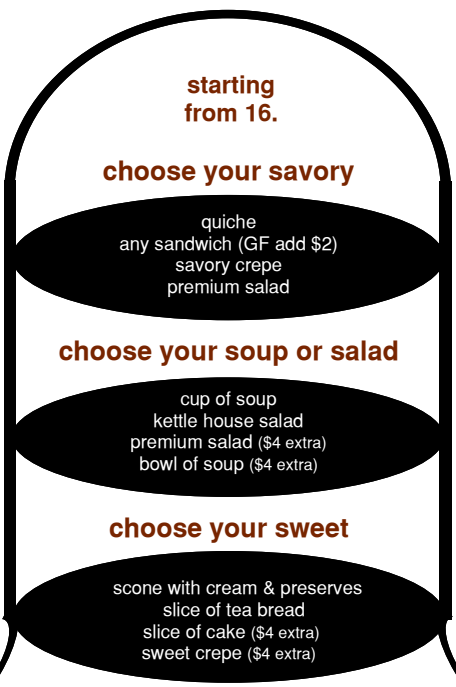 starting
from 16.
choose your savory
quiche
any sandwich (GF add $2)
savory crepe
premium salad
choose your soup or salad
cup of soup
kettle house salad
premium salad ($4 extra)
bowl of soup ($4 extra)
choose your sweet
scone with cream & preserves
slice of tea bread
slice of cake ($4 extra)
sweet crepe ($4 extra)